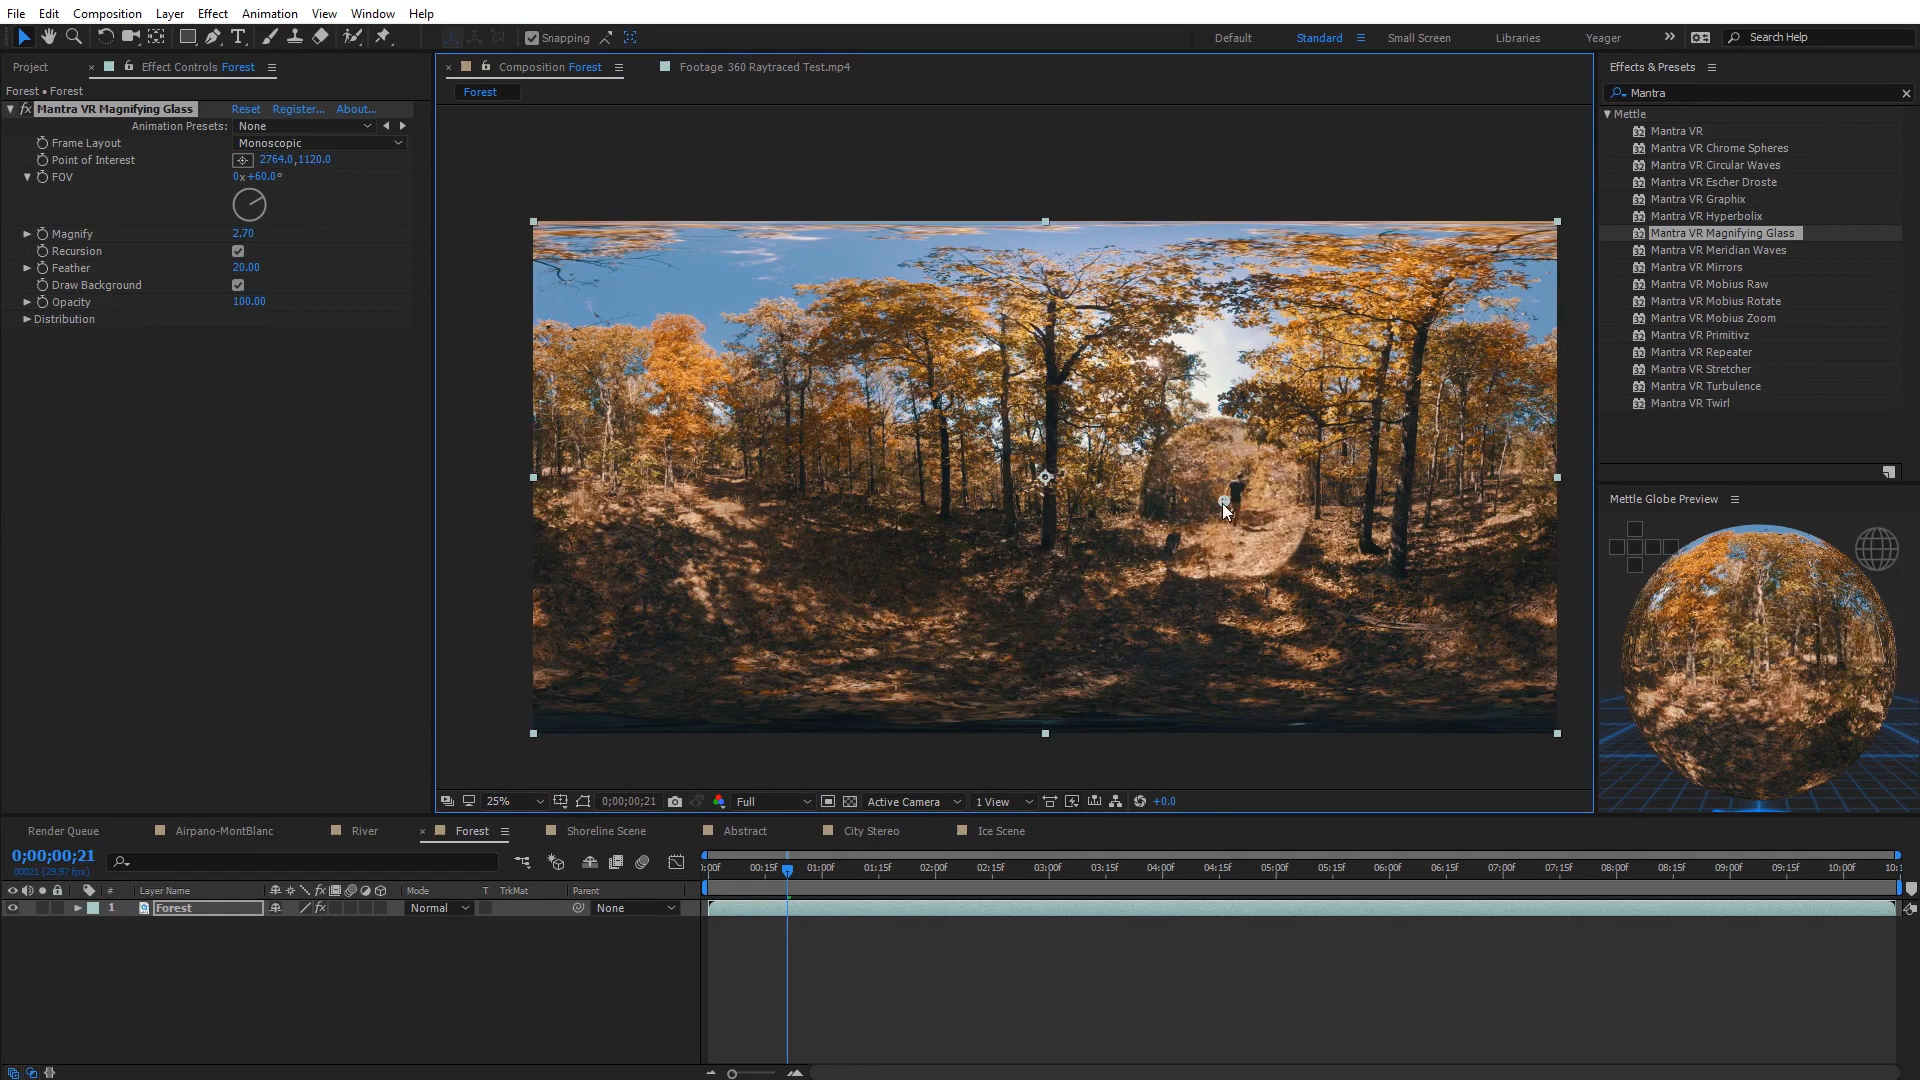 File Edit Composition Layer Effect Animation View Window Help
Snapping
Default Standard Small Screen Libraries Yeager Search Help
Project Effect Controls Forest
Forest • Forest
fx Mantra VR Magnifying Glass Reset Register... About...
Animation Presets: None
Frame Layout Monoscopic
Point of Interest 2764.0,1120.0
FOV 0x+60.0°
Magnify 2.70
Recursion
Feather 20.00
Draw Background
Opacity 100.00
Distribution
Composition Forest Footage 360 Raytraced Test.mp4
Forest
25% 0;00;00;21 Full Active Camera 1 View +0.0
Effects & Presets
Mantra
Mettle
Mantra VR
Mantra VR Chrome Spheres
Mantra VR Circular Waves
Mantra VR Escher Droste
Mantra VR Graphix
Mantra VR Hyperbolix
Mantra VR Magnifying Glass
Mantra VR Meridian Waves
Mantra VR Mirrors
Mantra VR Mobius Raw
Mantra VR Mobius Rotate
Mantra VR Mobius Zoom
Mantra VR Primitivz
Mantra VR Repeater
Mantra VR Stretcher
Mantra VR Turbulence
Mantra VR Twirl
Mettle Globe Preview
Render Queue Airpano-MontBlanc River Forest Shoreline Scene Abstract City Stereo Ice Scene
0;00;00;21
00021 (29.97 fps)
:00f 00:15f 01:00f 01:15f 02:00f 02:15f 03:00f 03:15f 04:00f 04:15f 05:00f 05:15f 06:00f 06:15f 07:00f 07:15f 08:00f 08:15f 09:00f 09:15f 10:00f 10:1
# Layer Name fx Mode T TrkMat Parent
1 Forest fx Normal None